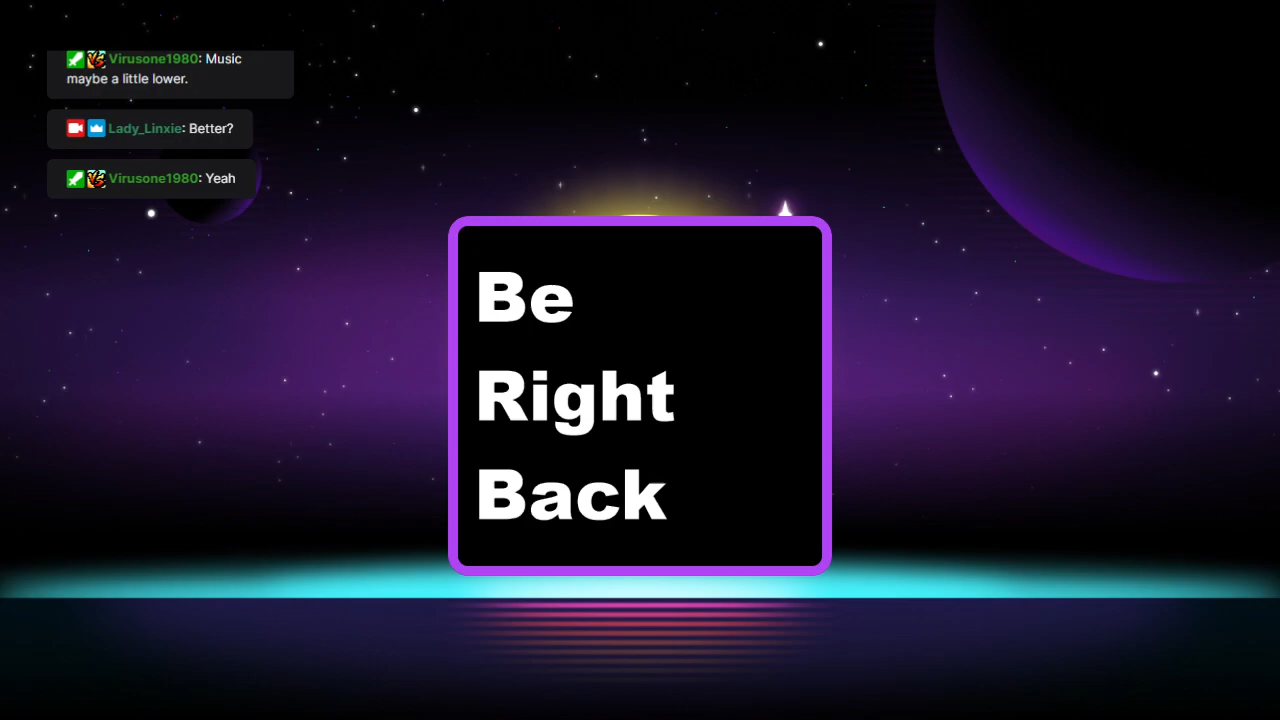 Virusone1980: Music
maybe a little lower.
Lady_Linxie: Better?
Virusone1980: Yeah
Be
Right
Back